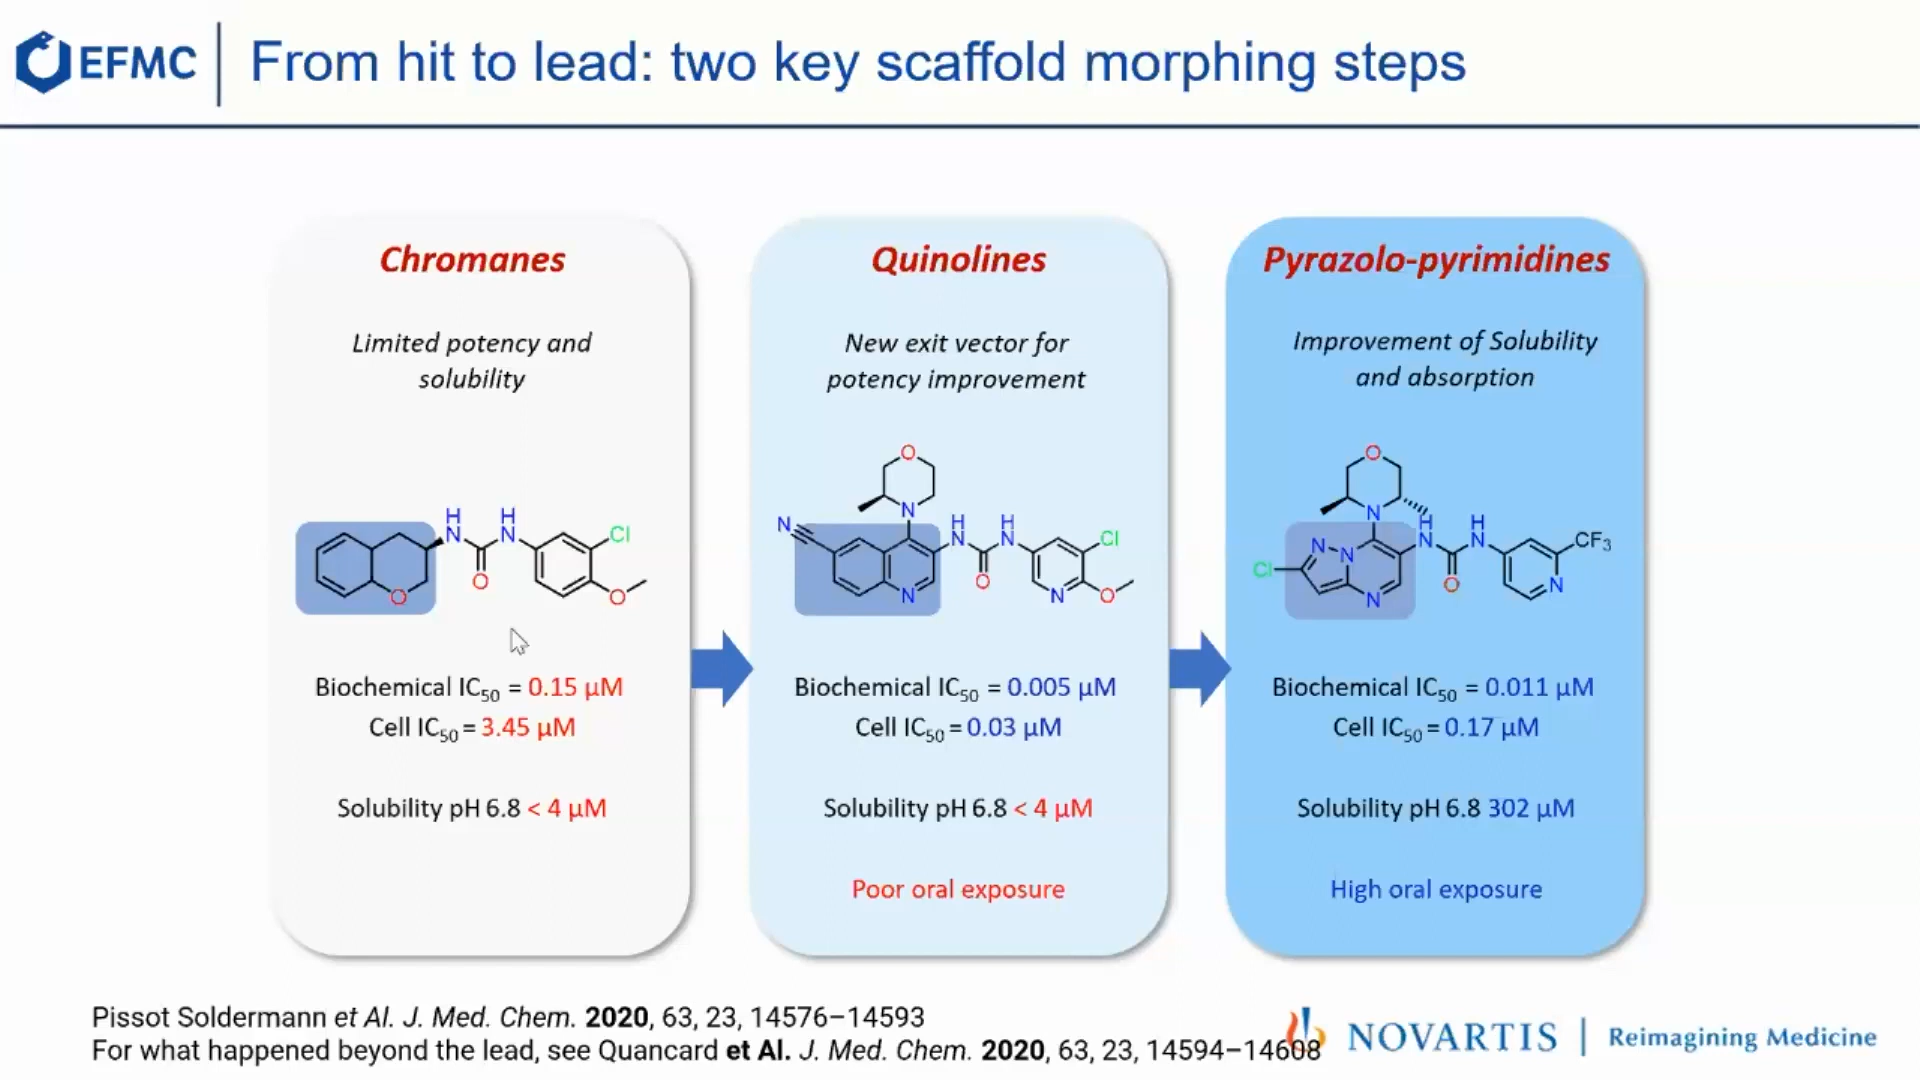 EFMC
From hit to lead: two key scaffold morphing steps
Chromanes
Limited potency and
solubility
H
N
H
N
O
O
Cl
O
Biochemical IC50 = 0.15 µM
Cell IC50 = 3.45 µM
Solubility pH 6.8 < 4 µM
Quinolines
New exit vector for
potency improvement
O
N
N
H
N
H
N
O
N
N
Cl
O
Biochemical IC50 = 0.005 µM
Cell IC50 = 0.03 µM
Solubility pH 6.8 < 4 µM
Poor oral exposure
Pyrazolo-pyrimidines
Improvement of Solubility
and absorption
O
N
H
N
H
N
O
Cl
N
N
N
N
CF3
Biochemical IC50 = 0.011 µM
Cell IC50 = 0.17 µM
Solubility pH 6.8 302 µM
High oral exposure
Pissot Soldermann et Al. J. Med. Chem. 2020, 63, 23, 14576–14593
For what happened beyond the lead, see Quancard et Al. J. Med. Chem. 2020, 63, 23, 14594–14608
NOVARTIS | Reimagining Medicine